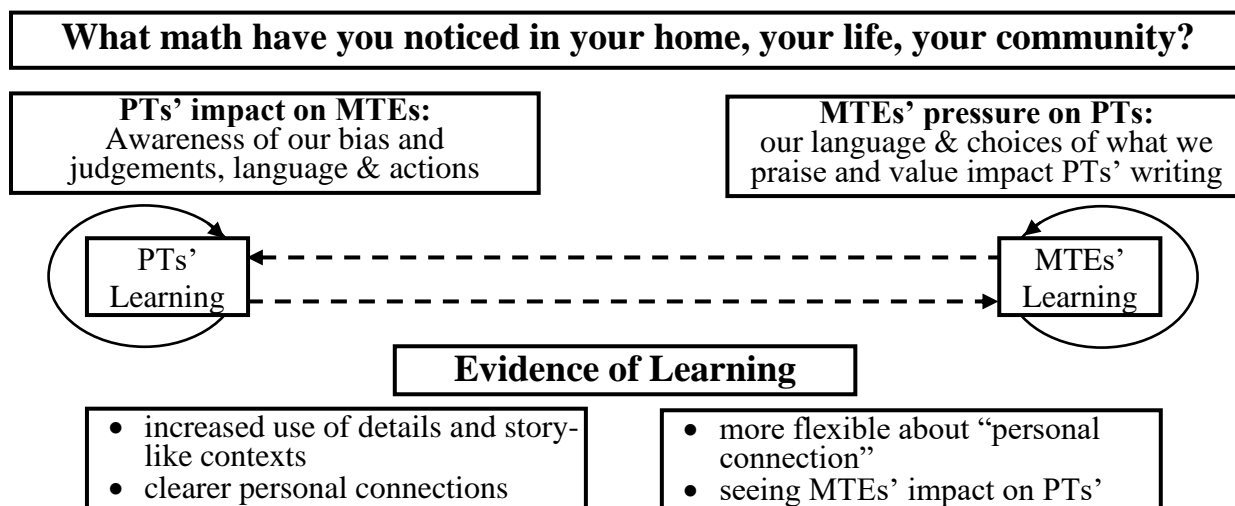 What math have you noticed in your home, your life, your community?
PTs’ impact on MTEs:
Awareness of our bias and
judgements, language & actions
MTEs’ pressure on PTs:
our language & choices of what we
praise and value impact PTs’ writing
PTs’
Learning
MTEs’
Learning
Evidence of Learning
• increased use of details and story-
like contexts
• clearer personal connections
• more flexible about “personal
connection”
• seeing MTEs’ impact on PTs’